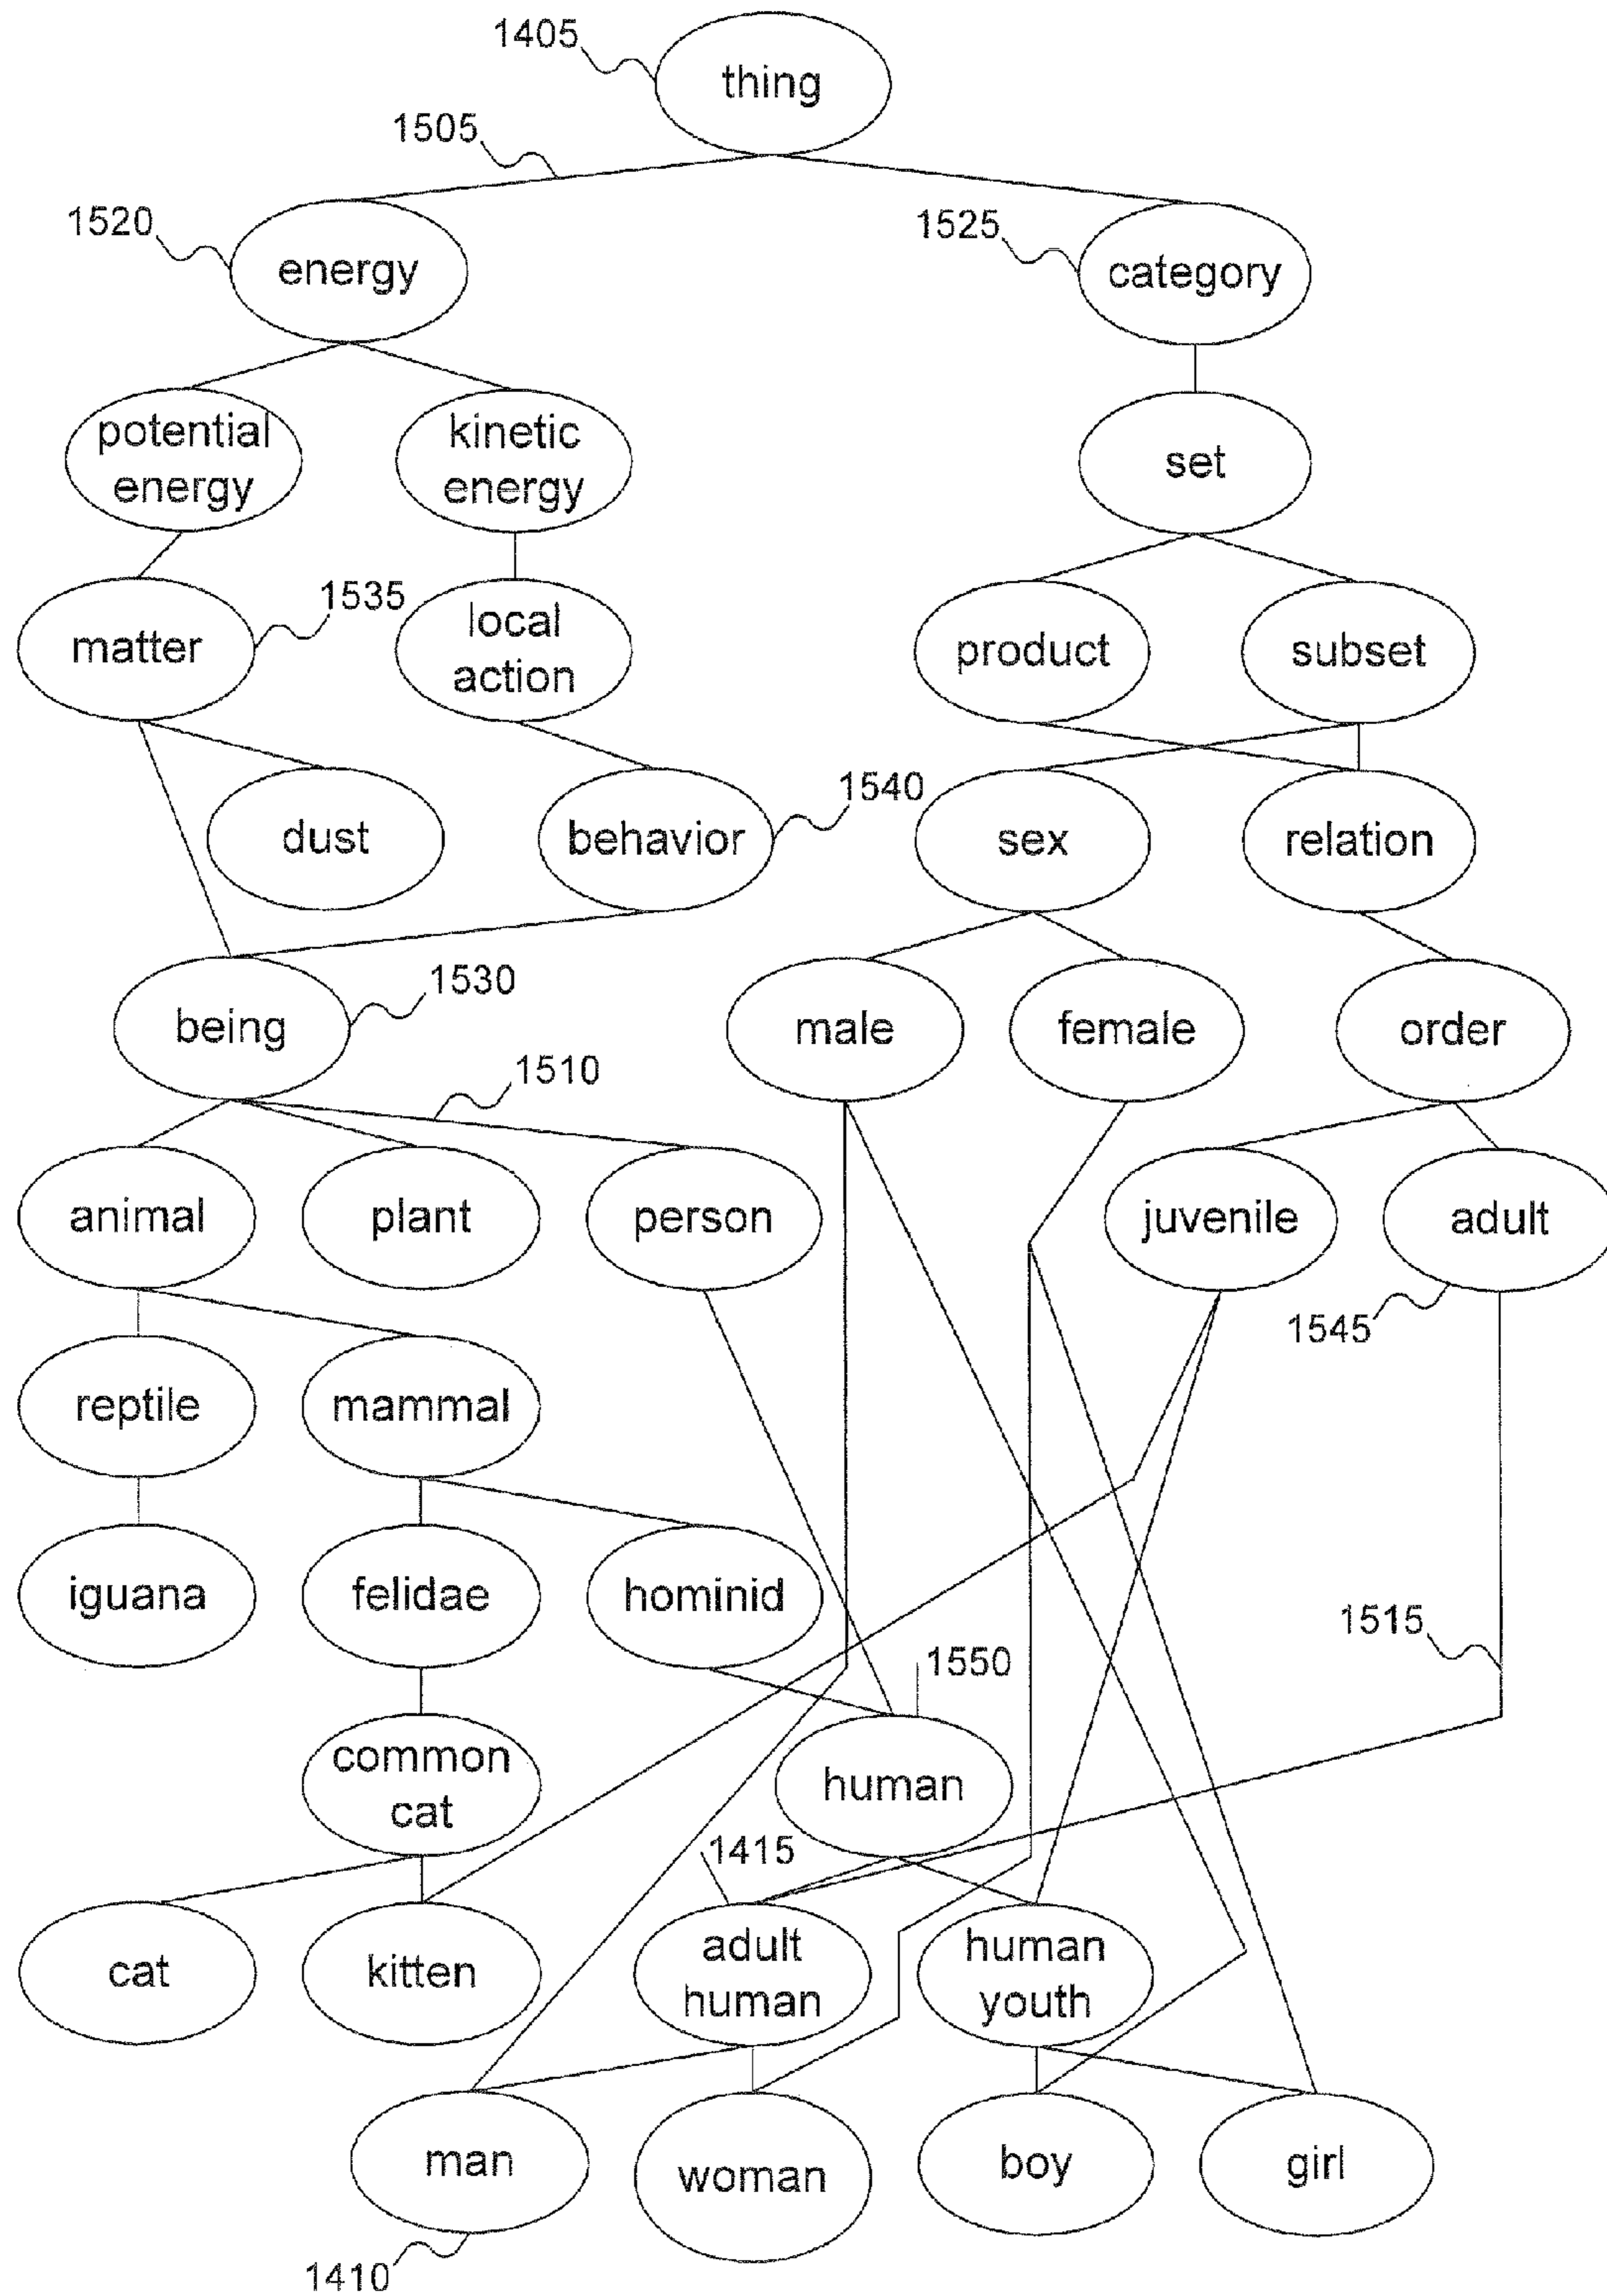 1405
thing
1505
1520
energy
1525
category
potential
energy
kinetic
energy
set
matter
1535
local
action
product
subset
dust
behavior
1540
sex
relation
being
1530
male
female
order
1510
animal
plant
person
juvenile
adult
1545
reptile
mammal
iguana
felidae
hominid
1515
1550
common
cat
human
1415
cat
kitten
adult
human
human
youth
man
woman
boy
girl
1410